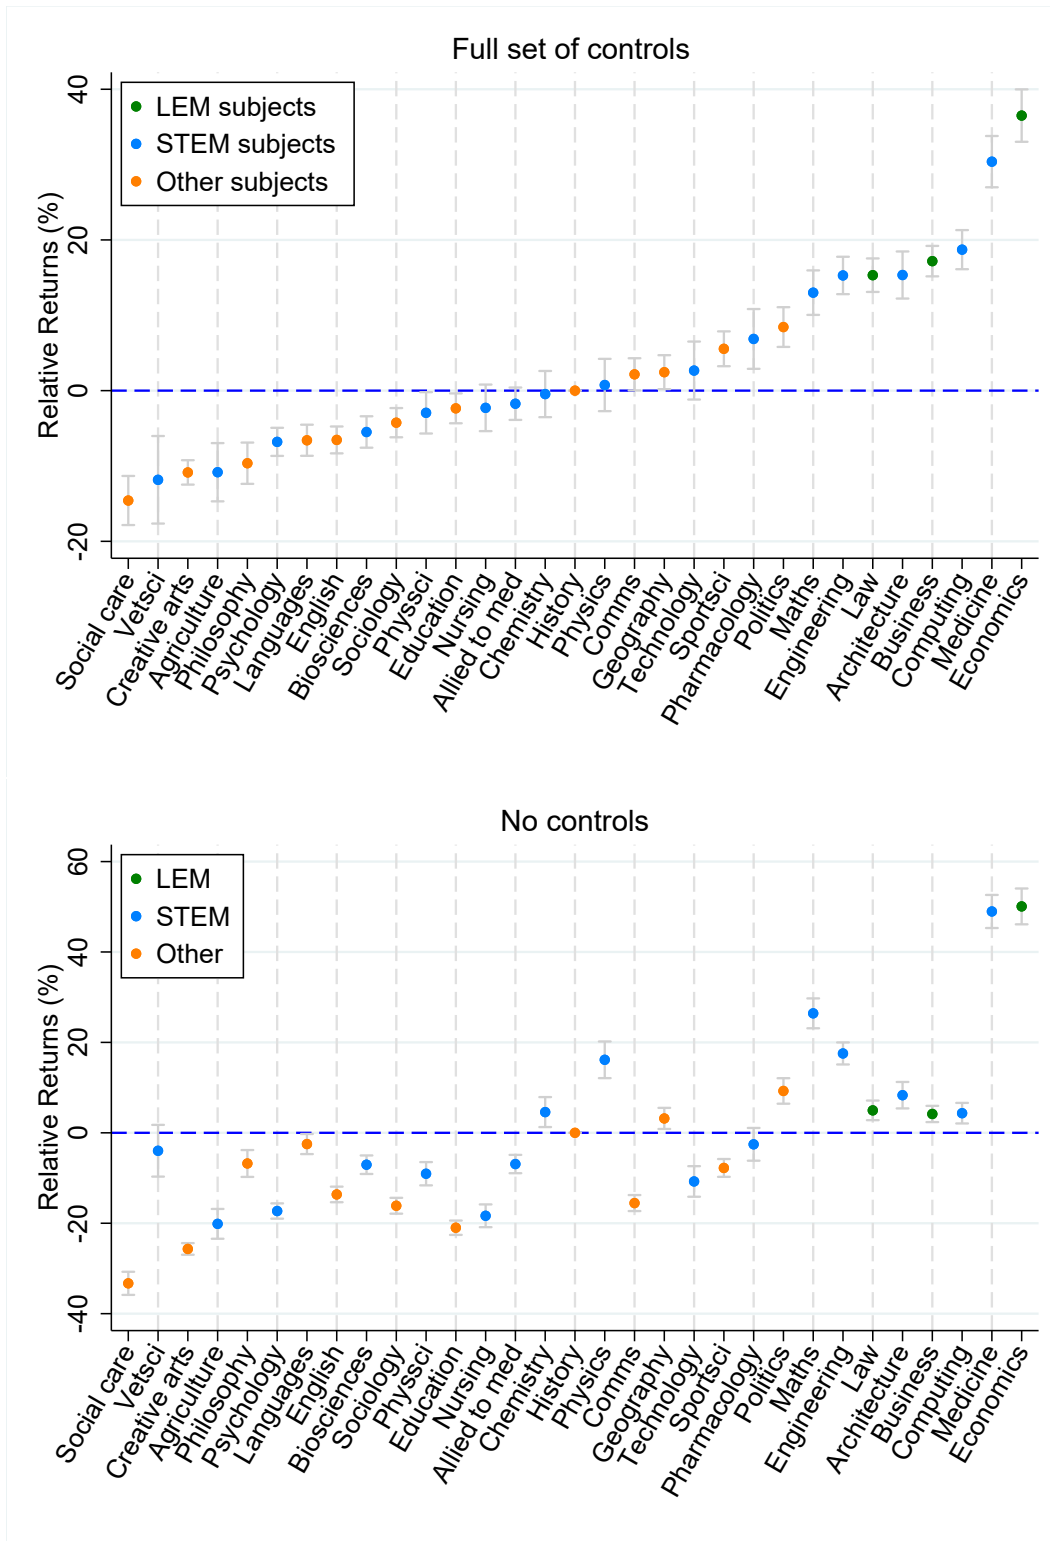 Full set of controls
LEM subjects
STEM subjects
Other subjects
Relative Returns (%)
40
20
0
-20
Social care
Vetsci
Creative arts
Agriculture
Philosophy
Psychology
Languages
English
Biosciences
Sociology
Physsci
Education
Nursing
Allied to med
Chemistry
History
Physics
Comms
Geography
Technology
Sportsci
Pharmacology
Politics
Maths
Engineering
Law
Architecture
Business
Computing
Medicine
Economics
No controls
LEM
STEM
Other
Relative Returns (%)
60
40
20
0
-20
-40
Social care
Vetsci
Creative arts
Agriculture
Philosophy
Psychology
Languages
English
Biosciences
Sociology
Physsci
Education
Nursing
Allied to med
Chemistry
History
Physics
Comms
Geography
Technology
Sportsci
Pharmacology
Politics
Maths
Engineering
Law
Architecture
Business
Computing
Medicine
Economics